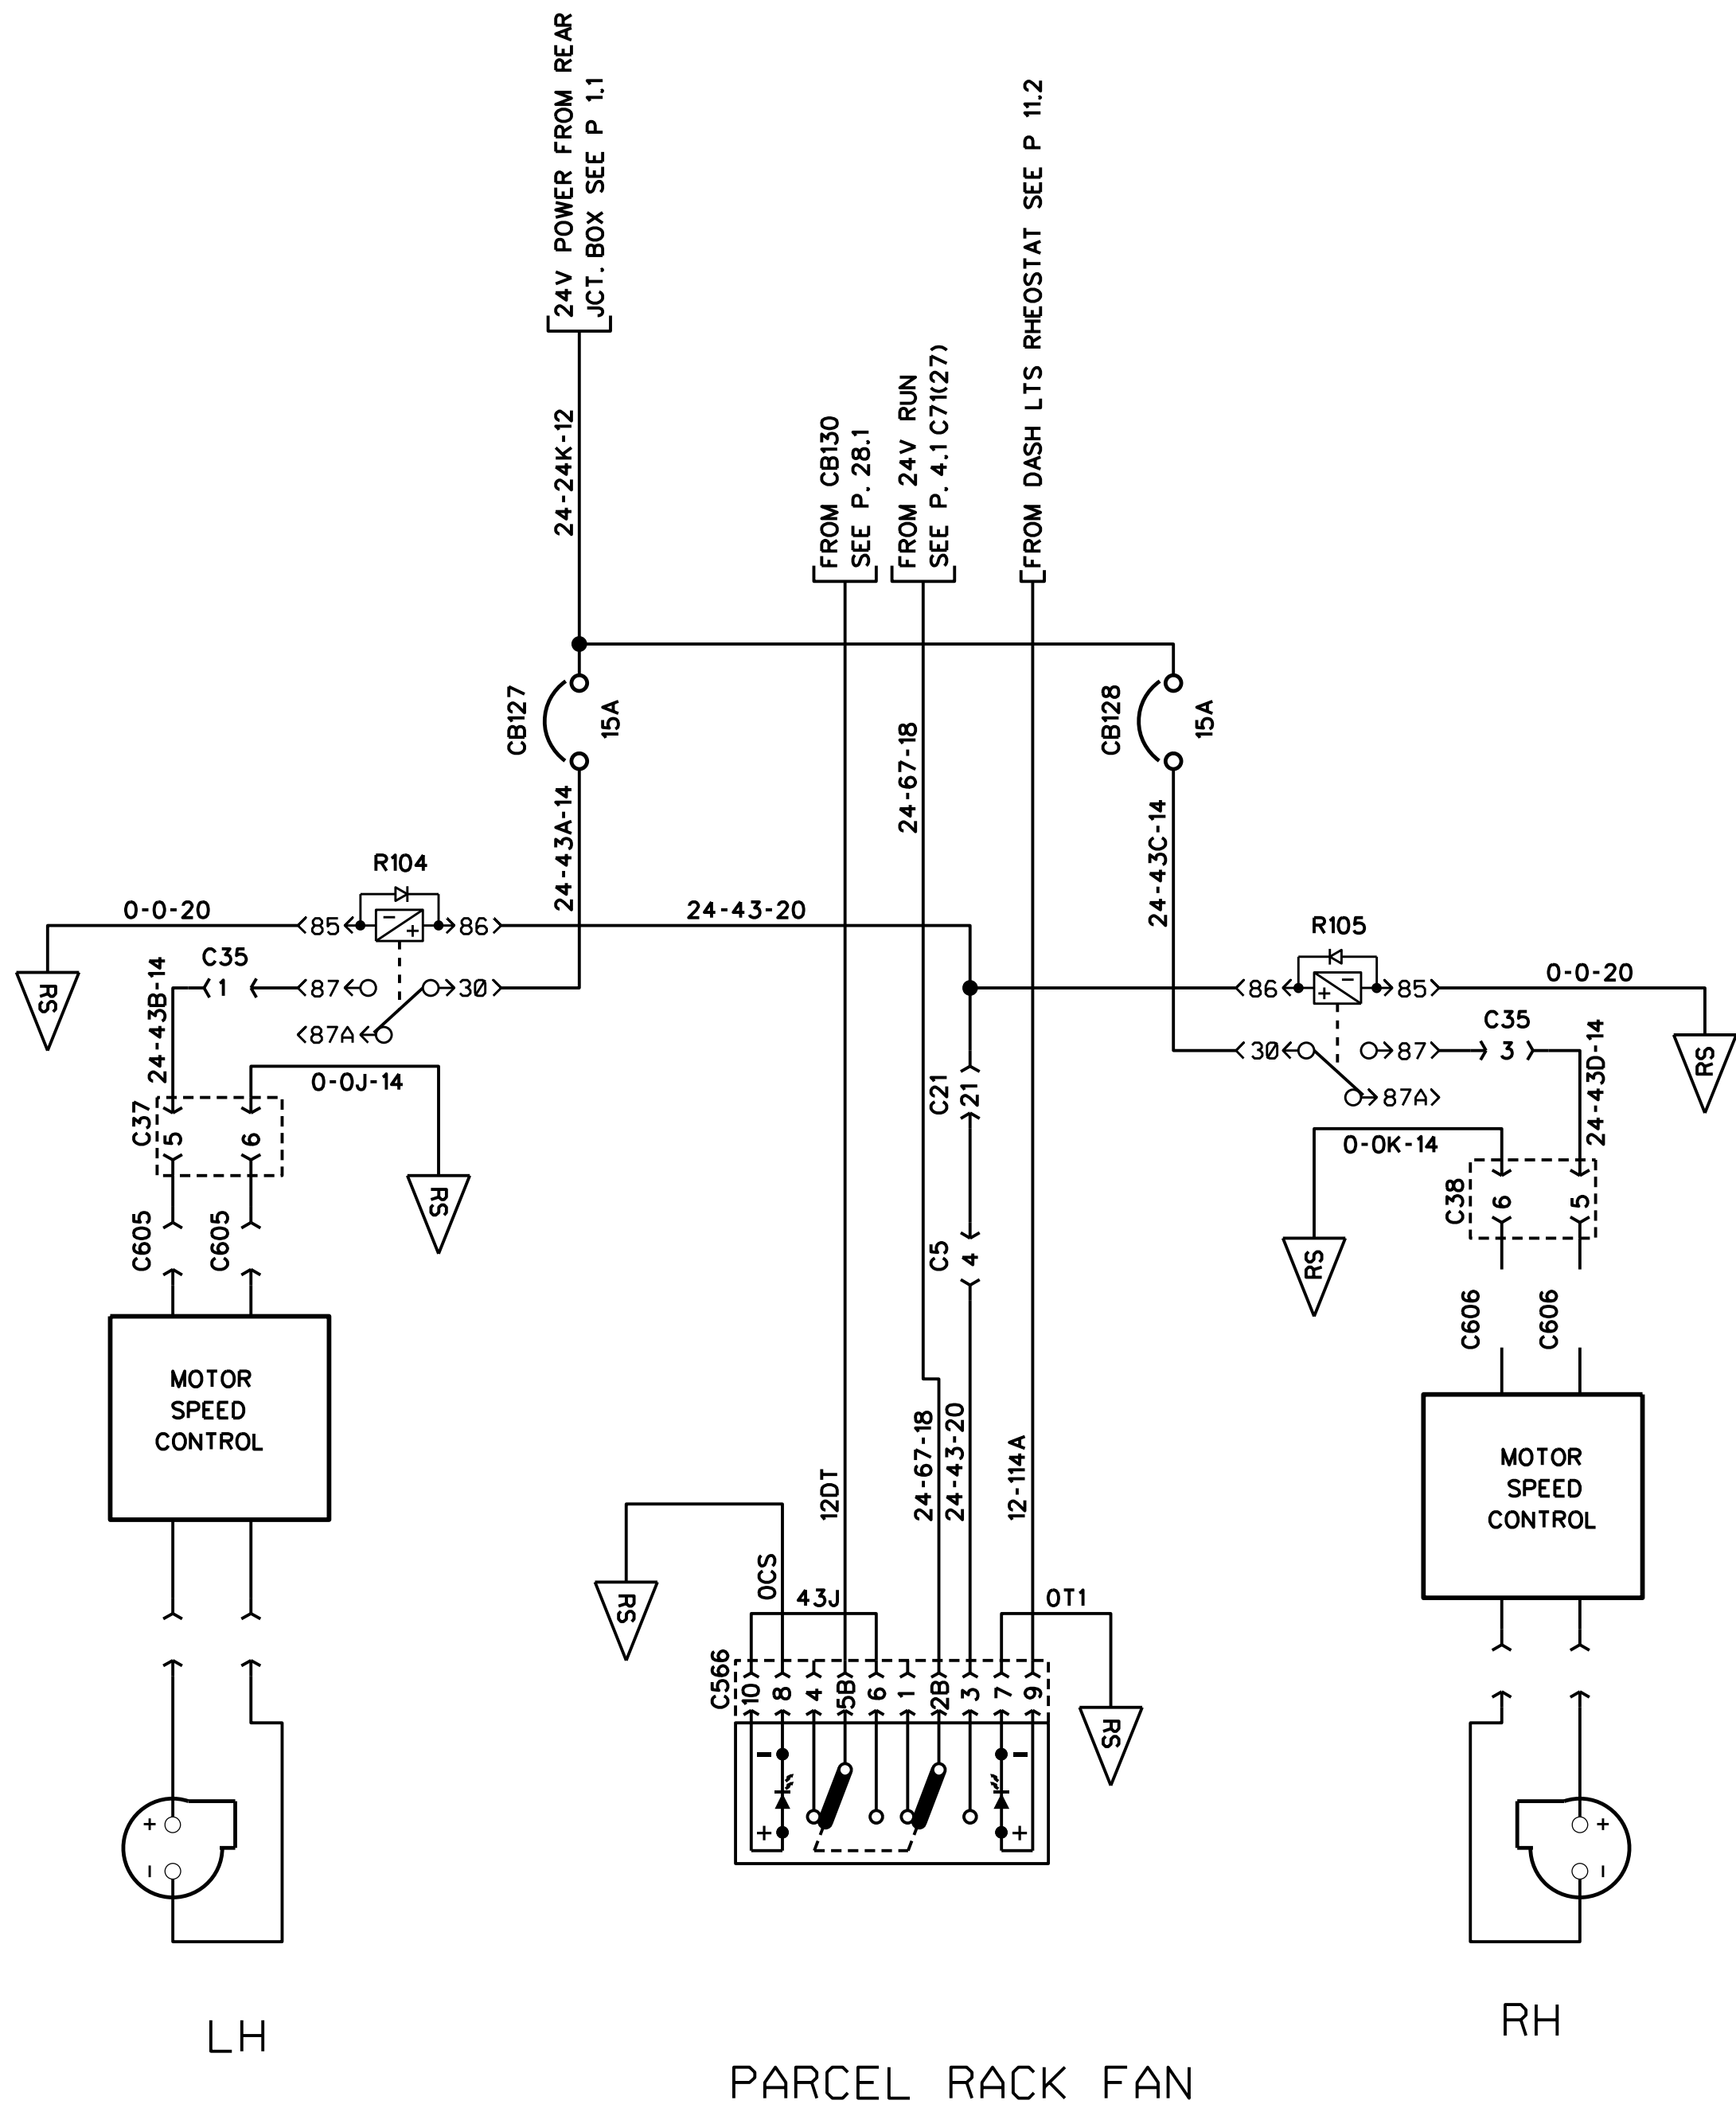 24V POWER FROM REAR
JCT. BOX SEE P 1.1
FROM DASH LTS RHEOSTAT SEE P 11.2
FROM CB130
SEE P. 28.1
FROM 24V RUN
SEE P. 4.1 C71(27)
24-24K-12
CB127
15A
CB128
15A
24-67-18
24-43A-14
24-43C-14
R104
0-0-20
85
-
+
86
24-43-20
R105
C35
1
87
30
87A
24-43B-14
RS
86
+
-
85
0-0-20
C35
30
87
3
87A
24-43D-14
RS
0-0J-14
C37
5
6
RS
C21
21
0-0K-14
C38
6
5
RS
C605
C605
C5
4
C606
C606
MOTOR
SPEED
CONTROL
MOTOR
SPEED
CONTROL
12DT
24-67-18
24-43-20
12-114A
0CS
43J
0T1
RS
RS
C566
10
8
4
5B
6
1
2B
3
7
9
-
-
+
+
+
-
+
-
LH
RH
PARCEL RACK FAN